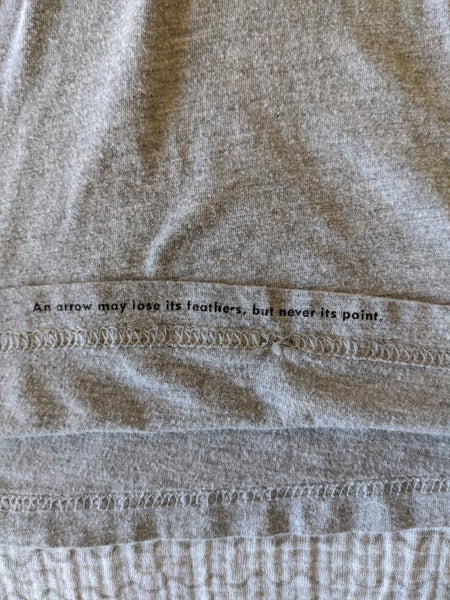 An arrow may lose its feathers, but never its point.